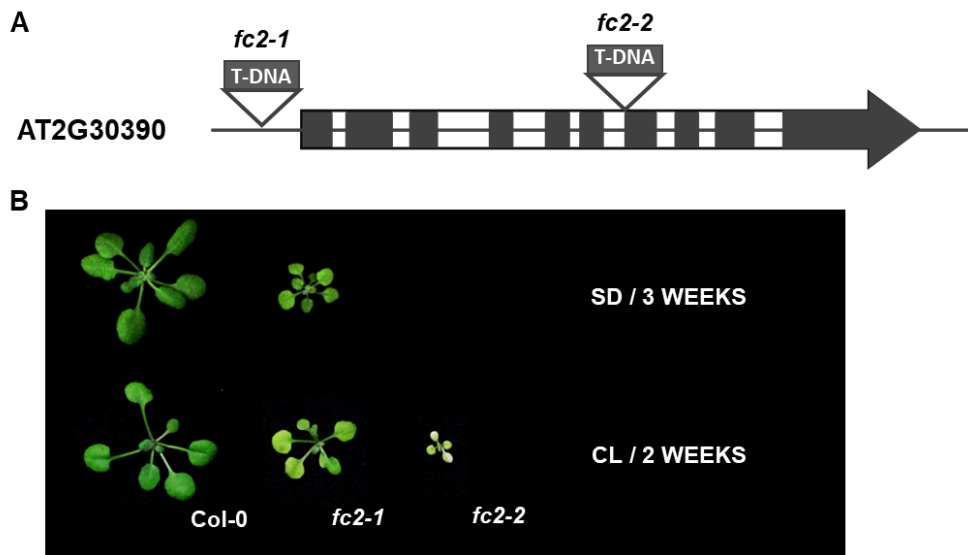 A
fc2-1
fc2-2
T-DNA
T-DNA
AT2G30390
B
SD / 3 WEEKS
CL / 2 WEEKS
Col-0
fc2-1
fc2-2